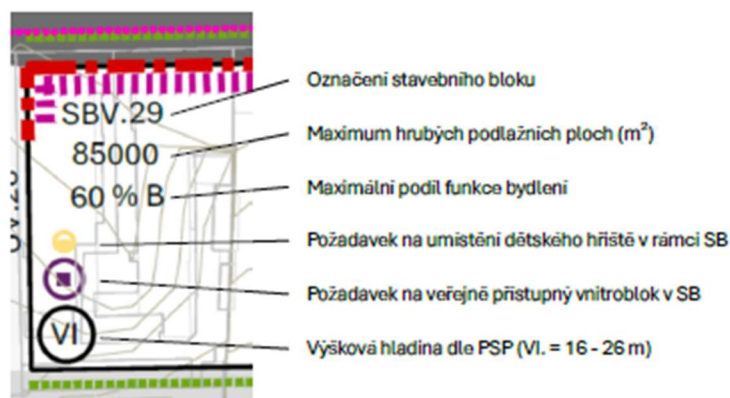 SBV.29
85000
60 % B
VI
Označení stavebního bloku
Maximum hrubých podlažních ploch (m²)
Maximální podíl funkce bydlení
Požadavek na umístění dětského hřiště v rámci SB
Požadavek na veřejně přístupný vnitroblok v SB
Výšková hladina dle PSP (VI. = 16 - 26 m)